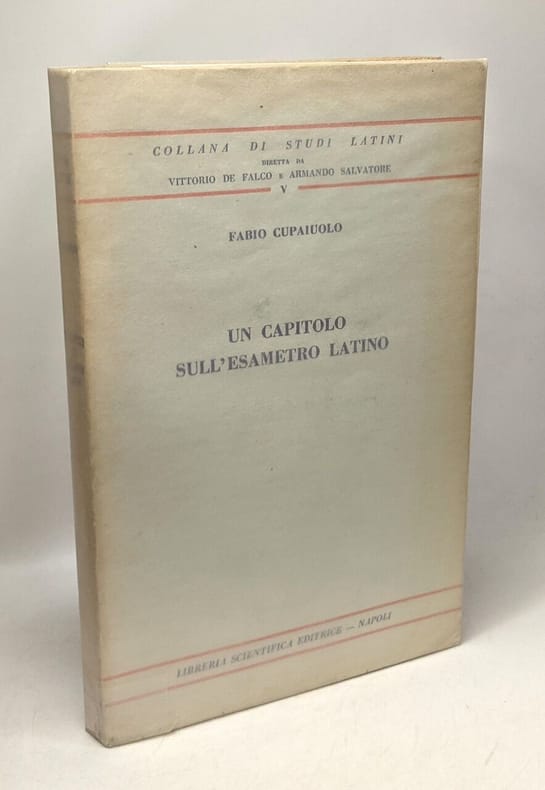 COLLANA DI STUDI LATINI
DIRETTA DA
VITTORIO DE FALCO E ARMANDO SALVATORE
V
FABIO CUPAIUOLO
UN CAPITOLO
SULL'ESAMETRO LATINO
LIBRERIA SCIENTIFICA EDITRICE — NAPOLI